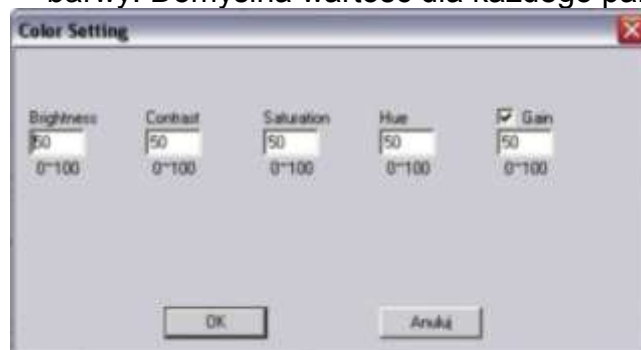 barwy. Domyślna wartość dla każdego
Color Setting
Brightness Contrast Saturation Hue Gain
50 50 50 50 50
0~100 0~100 0~100 0~100 0~100
OK Anuluj